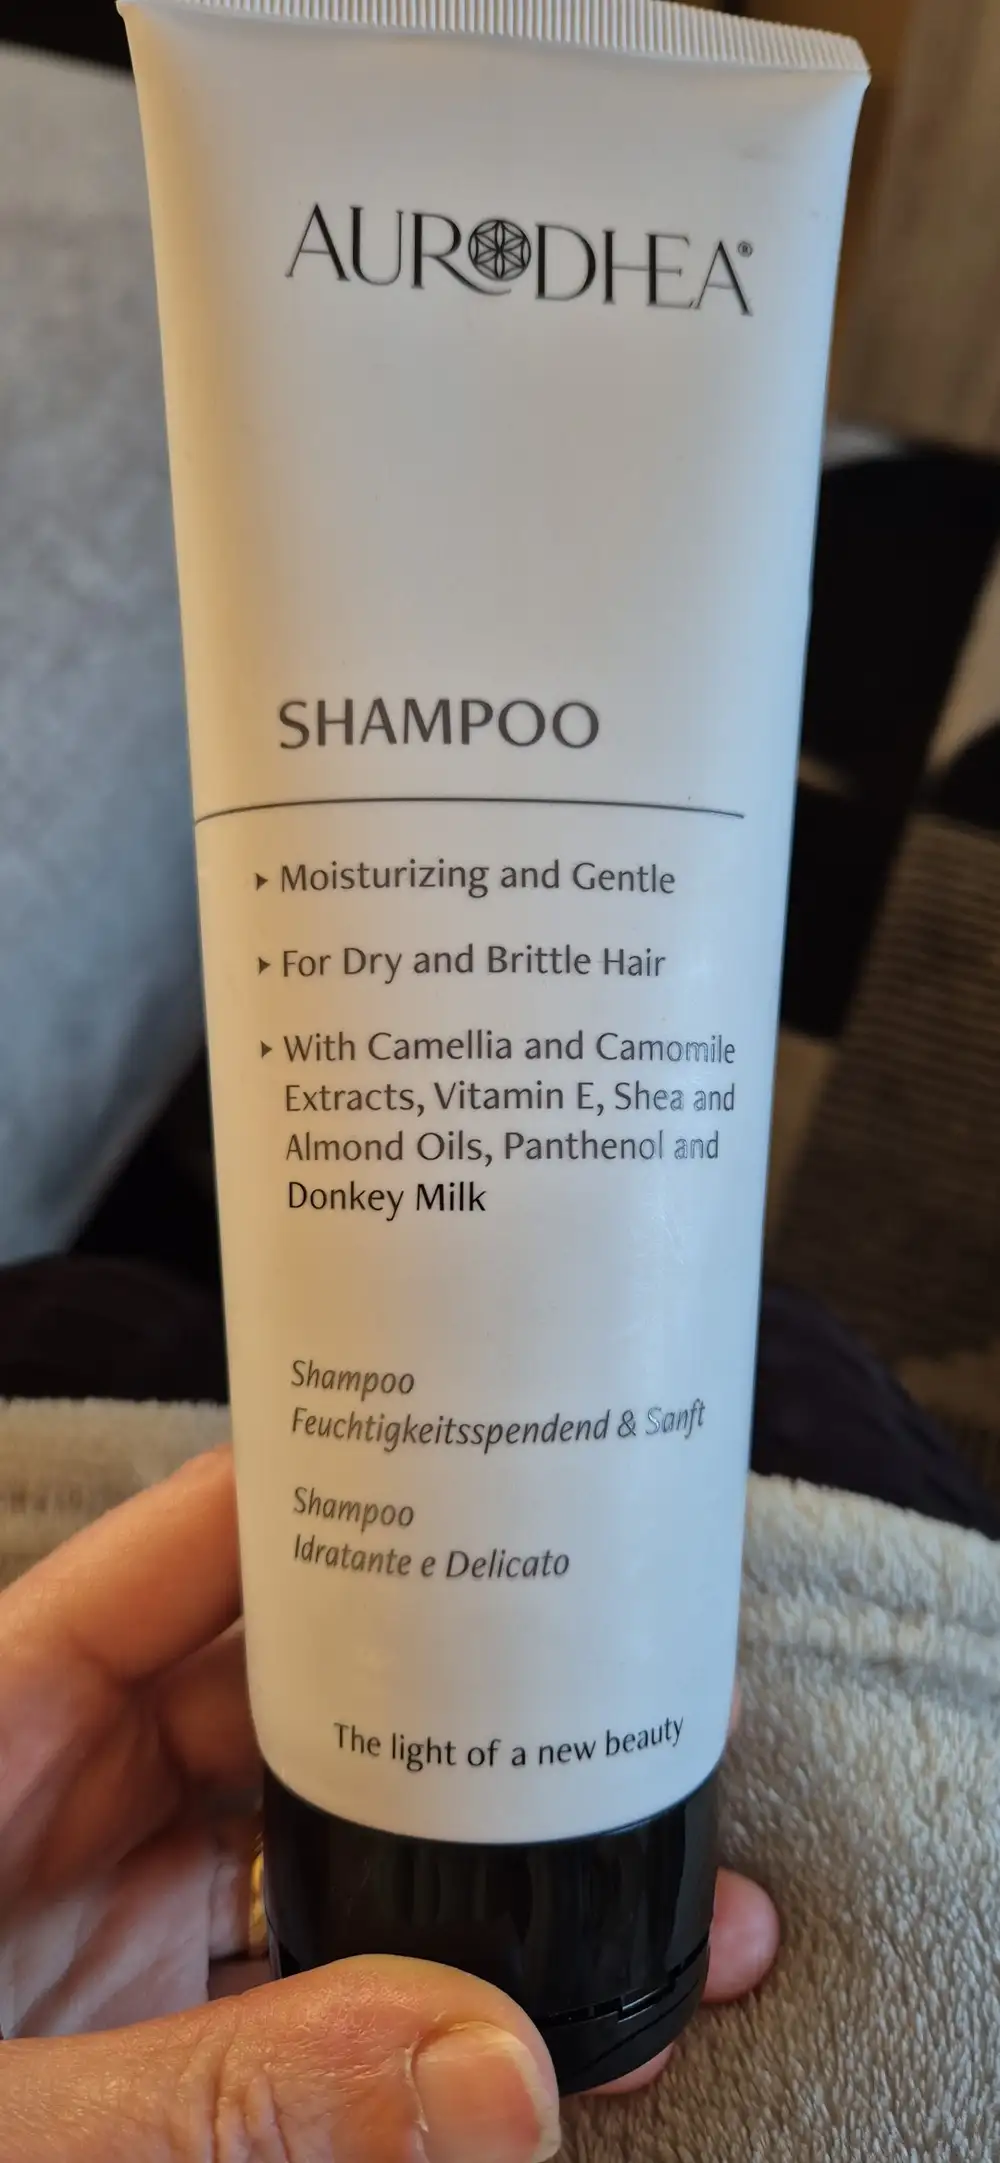 AURODHEA®
SHAMPOO
▸ Moisturizing and Gentle
▸ For Dry and Brittle Hair
▸ With Camellia and Camomile
Extracts, Vitamin E, Shea and
Almond Oils, Panthenol and
Donkey Milk
Shampoo
Feuchtigkeitsspendend & Sanft
Shampoo
Idratante e Delicato
The light of a new beauty